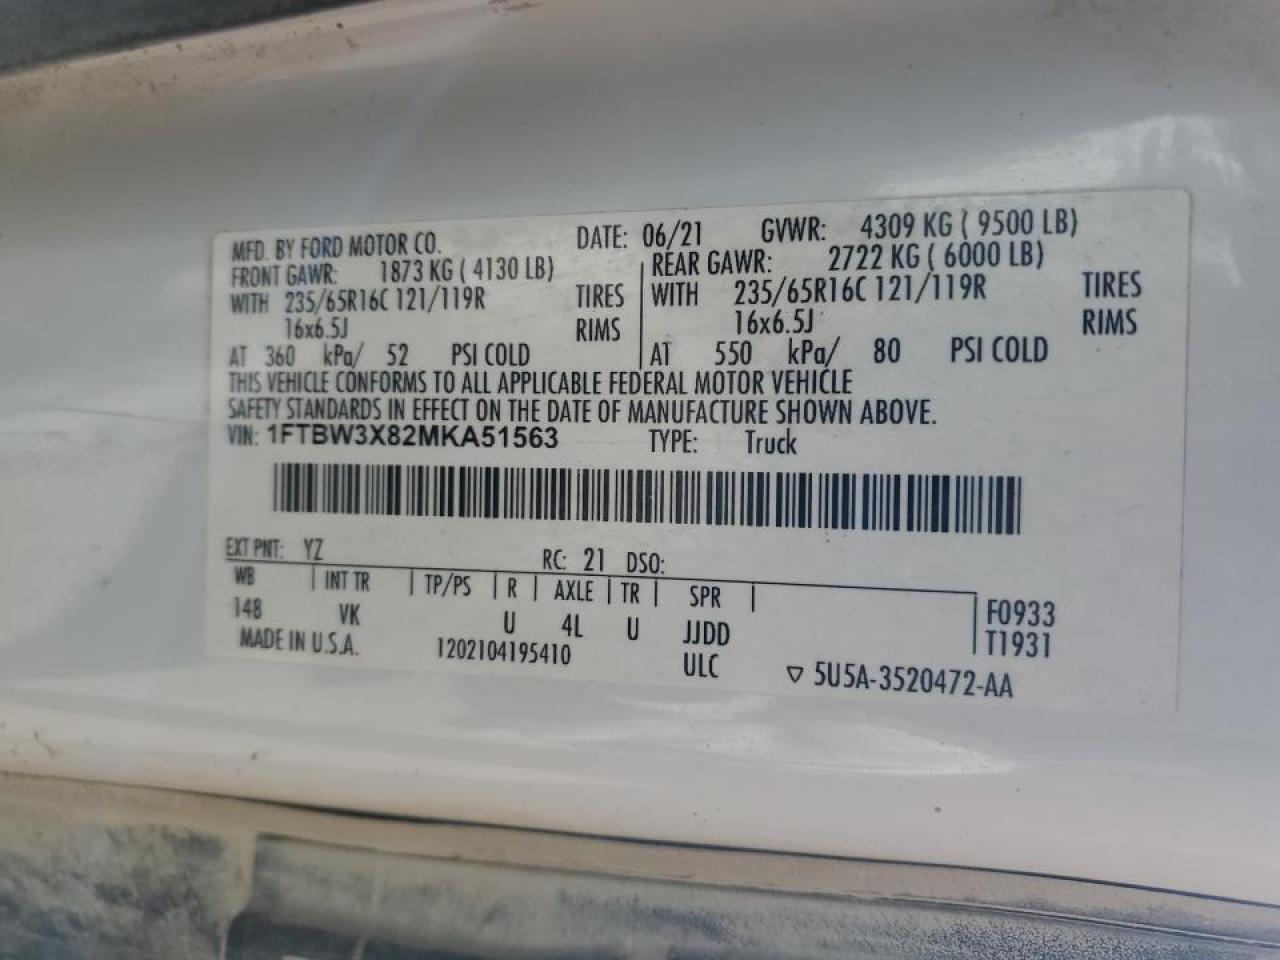 MFD. BY FORD MOTOR CO. DATE: 06/21 GVWR: 4309 KG ( 9500 LB)
FRONT GAWR: 1873 KG ( 4130 LB) REAR GAWR: 2722 KG ( 6000 LB)
WITH 235/65R16C 121/119R TIRES WITH 235/65R16C 121/119R TIRES
16x6.5J RIMS 16x6.5J RIMS
AT 360 kPa/ 52 PSI COLD AT 550 kPa/ 80 PSI COLD
THIS VEHICLE CONFORMS TO ALL APPLICABLE FEDERAL MOTOR VEHICLE
SAFETY STANDARDS IN EFFECT ON THE DATE OF MANUFACTURE SHOWN ABOVE.
VIN: 1FTBW3X82MKA51563 TYPE: Truck
EXT PNT: YZ RC: 21 DSO:
WB INT TR TP/PS R AXLE TR SPR
148 VK U 4L U JJDD F0933
MADE IN U.S.A. 1202104195410 ULC T1931
▽ 5U5A-3520472-AA